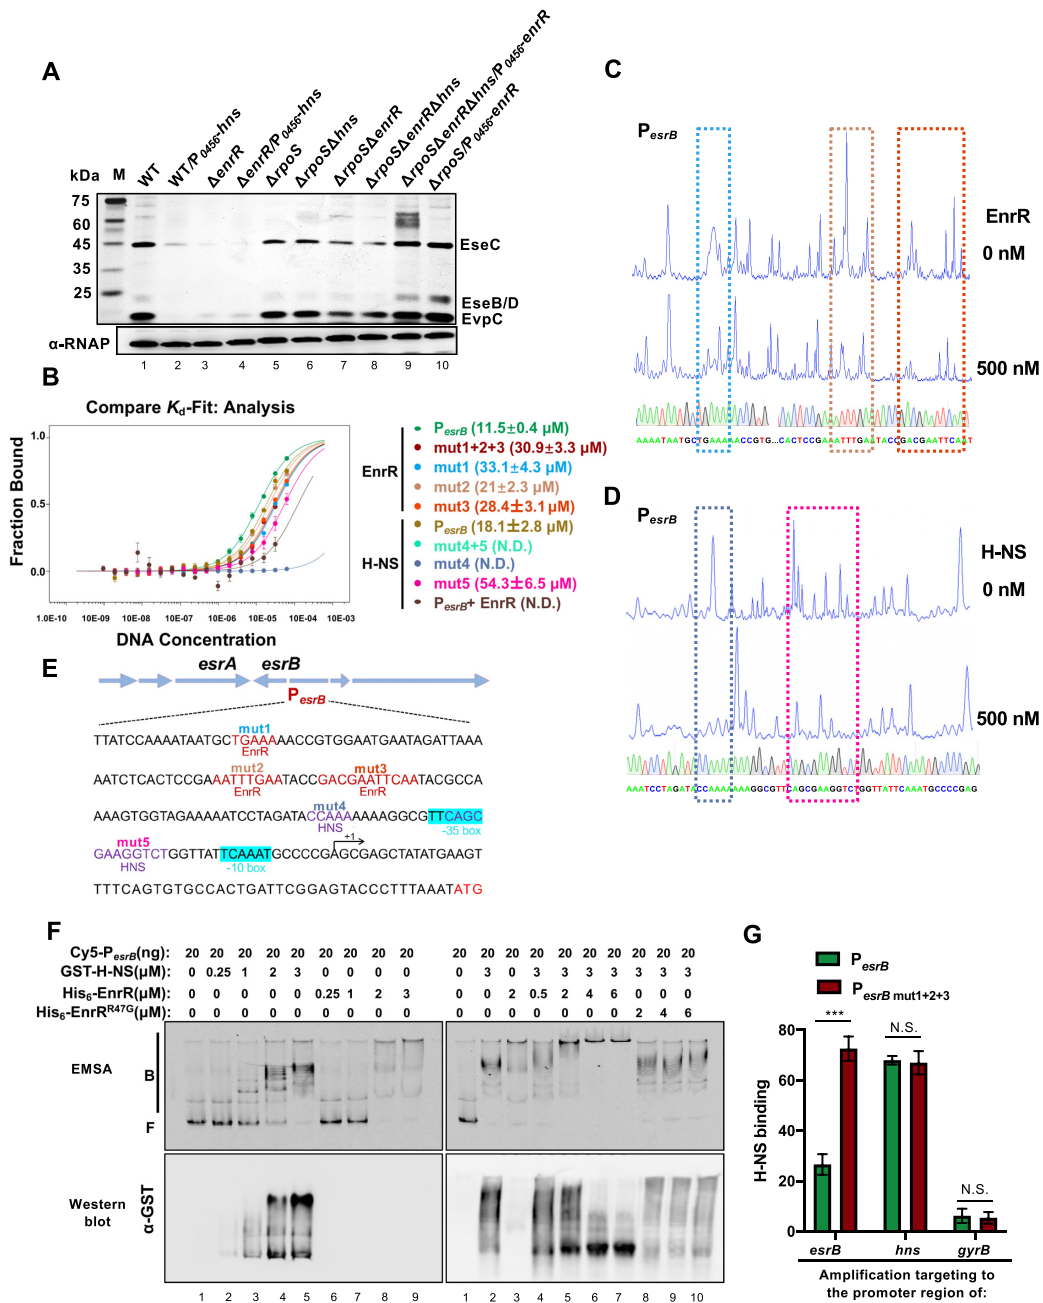 A
kDa M WT WT/P0456-hns ΔenrR ΔenrR/P0456-hns ΔrpoS ΔrpoSΔhns ΔrpoSΔenrR ΔrpoSΔenrRΔhns ΔrpoSΔenrRΔhns/P0456-enrR ΔrpoS/P0456-enrR
75
60
45
35
25
EseC
EseB/D
EvpC
α-RNAP
1 2 3 4 5 6 7 8 9 10
B
Compare Kd-Fit: Analysis
Fraction Bound
1.0
0.5
0.0
1.0E-10 10E-09 10E-08 10E-07 10E-06 10E-05 10E-04 10E-03
DNA Concentration
EnrR
PesrB (11.5±0.4 μM)
mut1+2+3 (30.9±3.3 μM)
mut1 (33.1±4.3 μM)
mut2 (21±2.3 μM)
mut3 (28.4±3.1 μM)
H-NS
PesrB (18.1±2.8 μM)
mut4+5 (N.D.)
mut4 (N.D.)
mut5 (54.3±6.5 μM)
PesrB+ EnrR (N.D.)
C
PesrB
EnrR
0 nM
500 nM
AAAATAATGCTGAAAAACCGTG...CACTCCGAAATTTGAATACCGACGAATTCAAT
D
PesrB
H-NS
0 nM
500 nM
AAATCCTAGATACCAAAAAAAGGCGTTCAGCGAAGGTCTGGTTATTCAAATGCCCCGAG
E
esrA esrB
PesrB
mut1
TTATCCAAAATAATGCTGAAAAACCGTGGAATGAATAGATTAAA
EnrR
AATCTCACTCCGAAATTTGAATACCGACGAATTCAATACGCCA
mut2 mut3
EnrR EnrR
mut4
AAAGTGGTAGAAAAATCCTAGATACCAAAAAAAGGCGTTCAGC
HNS -35 box
mut5 +1
GAAGGTCTGGTTATTCAAATGCCCCGAGCGAGCTATATGAAGT
HNS -10 box
TTTCAGTGTGCCACTGATTCGGAGTACCCTTTAAATATG
F
Cy5-PesrB(ng): 20 20 20 20 20 20 20 20 20 20 20 20 20 20 20 20 20 20 20
GST-H-NS(μM): 0 0.25 1 2 3 0 0 0 0 0 3 0 3 3 3 3 3 3 3
His6-EnrR(μM): 0 0 0 0 0 0.25 1 2 3 0 0 2 0.5 2 4 6 0 0 0
His6-EnrRR47G(μM): 0 0 0 0 0 0 0 0 0 0 0 0 0 0 0 0 2 4 6
EMSA
B
F
Western blot
α-GST
1 2 3 4 5 6 7 8 9 1 2 3 4 5 6 7 8 9 10
G
PesrB
PesrB mut1+2+3
H-NS binding
80
60
40
20
0
***
N.S.
N.S.
esrB hns gyrB
Amplification targeting to
the promoter region of: